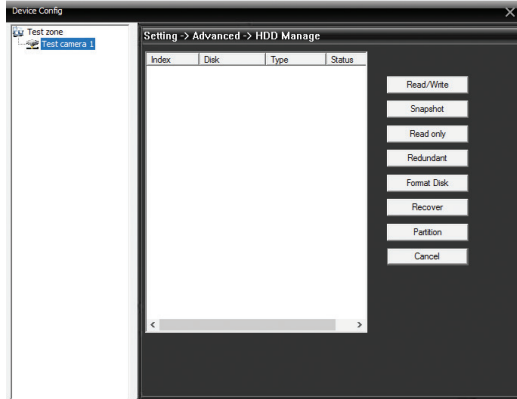 Device Config
Test zone
Test camera 1
Setting -> Advanced -> HDD Manage
Index Disk Type Status
Read/Write
Snapshot
Read only
Redundant
Format Disk
Recover
Partition
Cancel